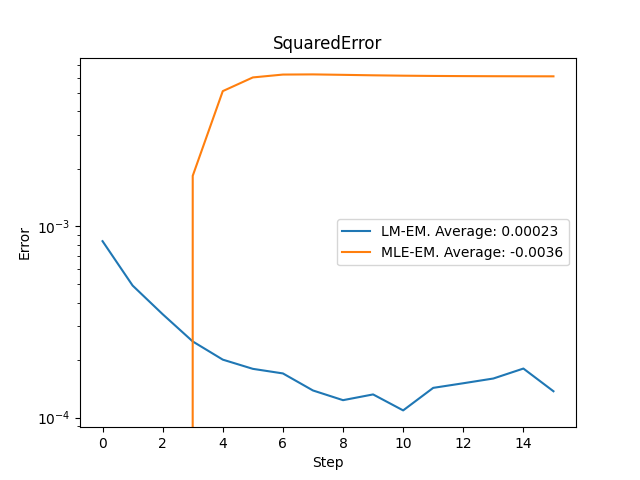 SquaredError
Error
10⁻³
10⁻⁴
LM-EM. Average: 0.00023
MLE-EM. Average: -0.0036
0 2 4 6 8 10 12 14
Step